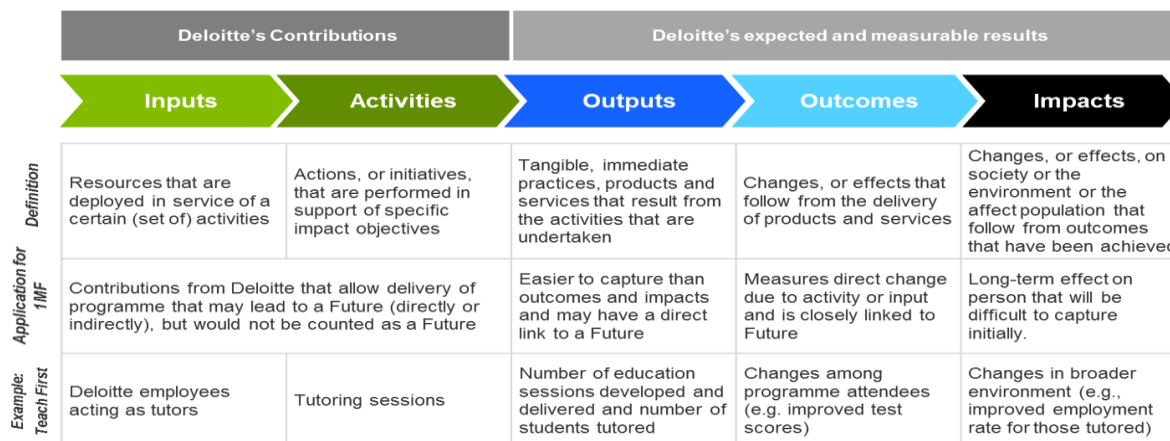 Deloitte's Contributions
Deloitte's expected and measurable results
Inputs
Activities
Outputs
Outcomes
Impacts
Definition
Resources that are
deployed in service of a
certain (set of) activities
Actions, or initiatives,
that are performed in
support of specific
impact objectives
Tangible, immediate
practices, products and
services that result from
the activities that are
undertaken
Changes, or effects that
follow from the delivery
of products and services
Changes, or effects, on
society or the
environment or the
affect population that
follow from outcomes
that have been achieved
Application for
1MF
Contributions from Deloitte that allow delivery of
programme that may lead to a Future (directly or
indirectly), but would not be counted as a Future
Easier to capture than
outcomes and impacts
and may have a direct
link to a Future
Measures direct change
due to activity or input
and is closely linked to
Future
Long-term effect on
person that will be
difficult to capture
initially.
Example:
Teach First
Deloitte employees
acting as tutors
Tutoring sessions
Number of education
sessions developed and
delivered and number of
students tutored
Changes among
programme attendees
(e.g. improved test
scores)
Changes in broader
environment (e.g.,
improved employment
rate for those tutored)